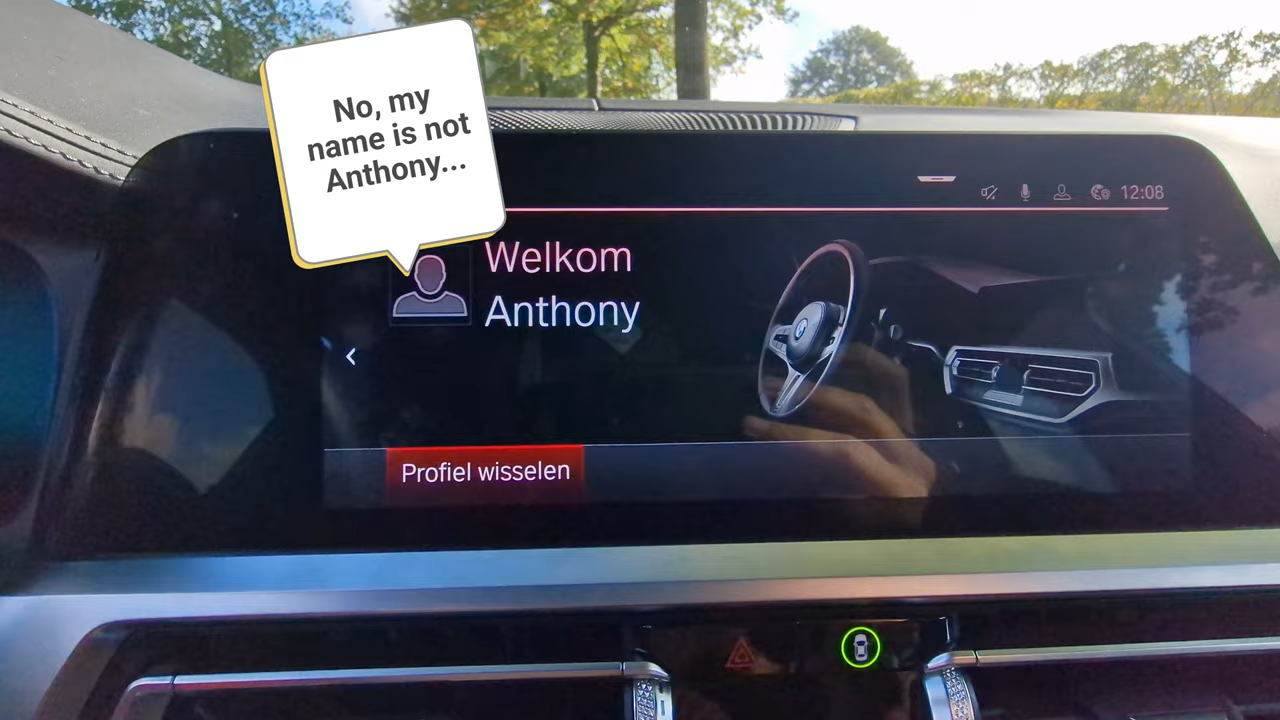 No, my
name is not
Anthony...
12:08
Welkom
Anthony
Profiel wisselen